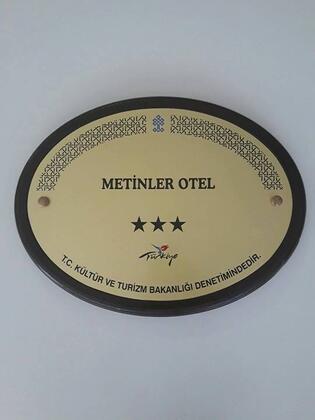 METİNLER OTEL
★★★
Türkiye
T.C. KÜLTÜR VE TURİZM BAKANLIĞI DENETİMİNDEDİR.